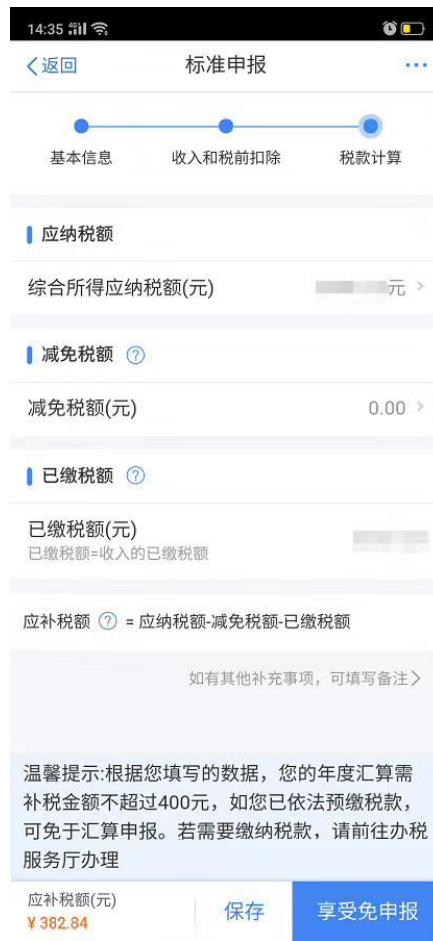 14:35
返回 标准申报
基本信息 收入和税前扣除 税款计算
应纳税额
综合所得应纳税额(元) 元
减免税额 ?
减免税额(元) 0.00
已缴税额 ?
已缴税额(元)
已缴税额=收入的已缴税额
应补税额 ? = 应纳税额-减免税额-已缴税额
如有其他补充事项，可填写备注
温馨提示:根据您填写的数据，您的年度汇算需
补税金额不超过400元，如您已依法预缴税款，
可免于汇算申报。若需要缴纳税款，请前往办税
服务厅办理
应补税额(元)
¥ 382.84
保存
享受免申报